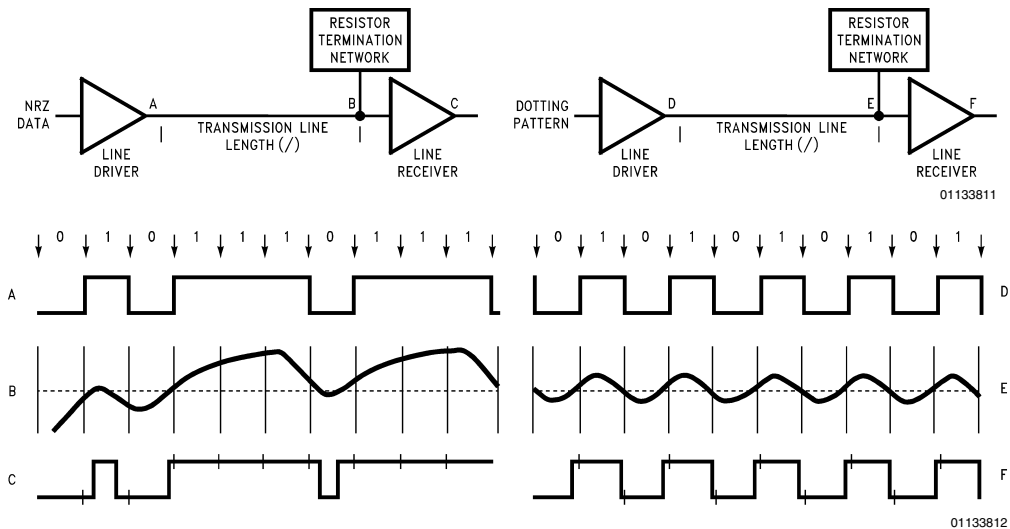 RESISTOR
TERMINATION
NETWORK
NRZ
DATA
A
B
C
TRANSMISSION LINE
LENGTH (/)
LINE
DRIVER
LINE
RECEIVER
RESISTOR
TERMINATION
NETWORK
DOTTING
PATTERN
D
E
F
TRANSMISSION LINE
LENGTH (/)
LINE
DRIVER
LINE
RECEIVER
01133811
0 1 0 1 1 1 0 1 1 1
0 1 0 1 0 1 0 1 0 1
A
D
B
E
C
F
01133812